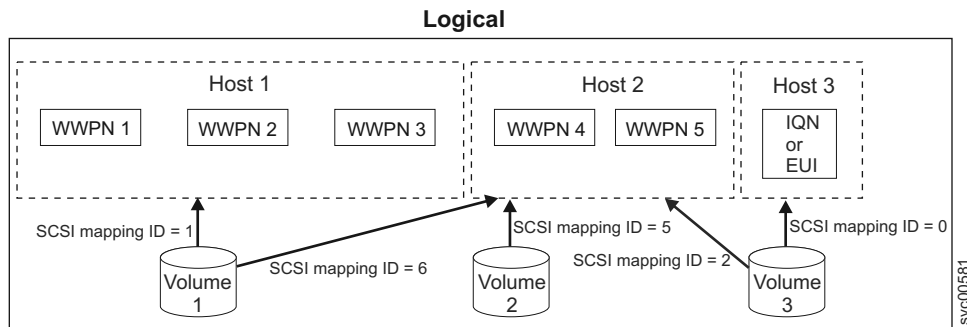 Logical
Host 1
Host 2
Host 3
WWPN 1
WWPN 2
WWPN 3
WWPN 4
WWPN 5
IQN
or
EUI
SCSI mapping ID = 1
SCSI mapping ID = 6
SCSI mapping ID = 5
SCSI mapping ID = 2
SCSI mapping ID = 0
Volume
1
Volume
2
Volume
3
svc00581